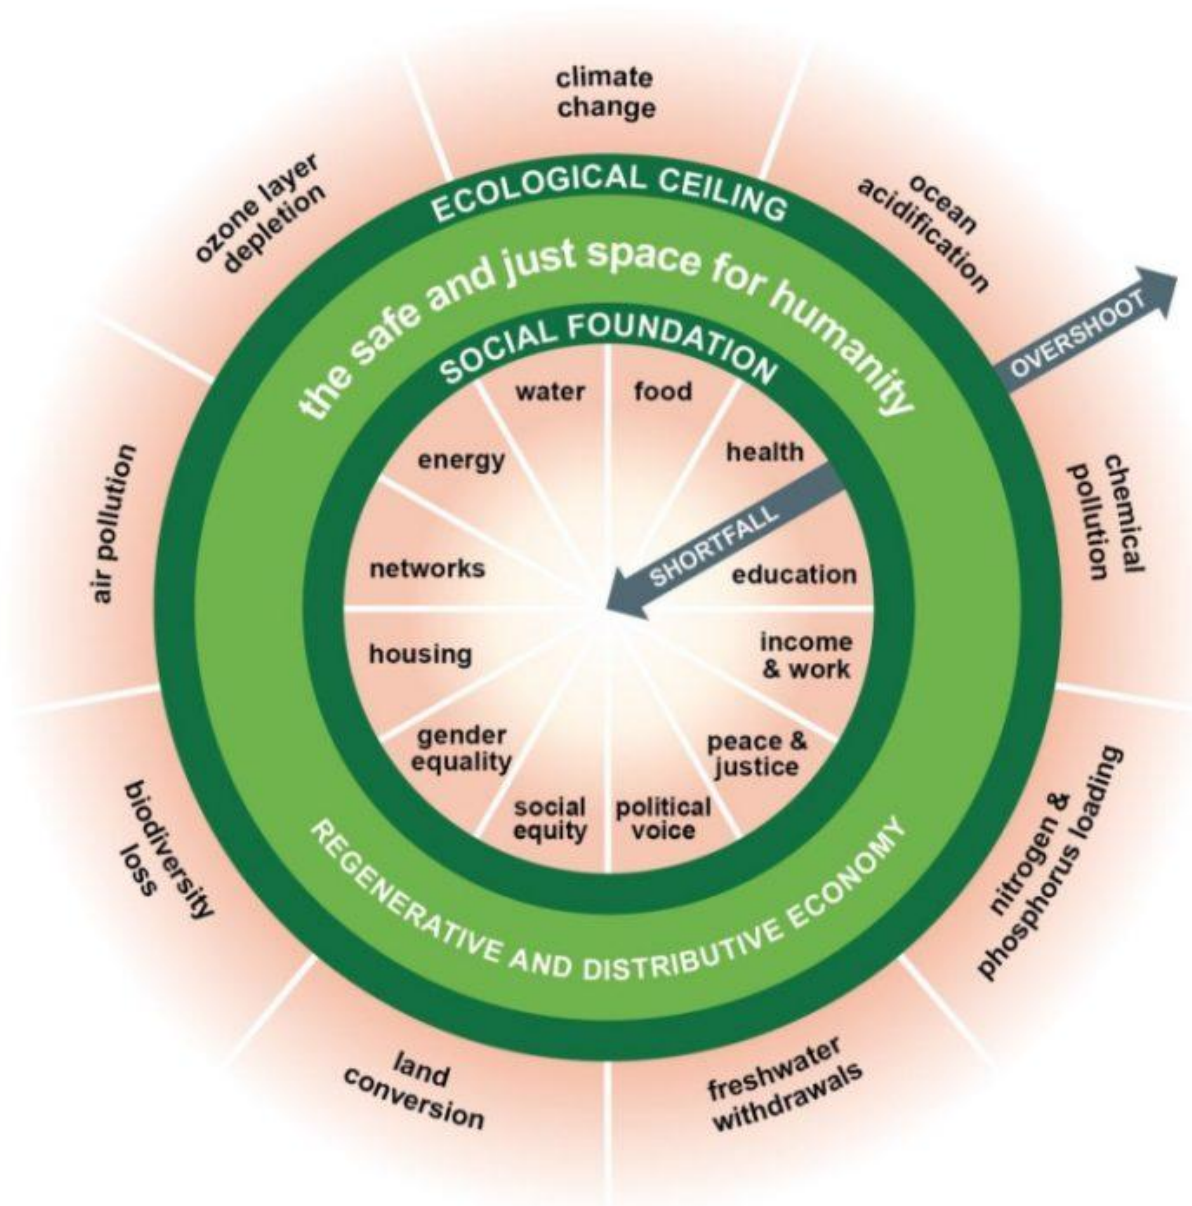 climate
change
ocean
acidification
OVERSHOOT
chemical
pollution
nitrogen &
phosphorus loading
freshwater
withdrawals
land
conversion
biodiversity
loss
air pollution
ozone layer
depletion
ECOLOGICAL CEILING
the safe and just space for humanity
SOCIAL FOUNDATION
water
food
health
SHORTFALL
education
income
& work
peace &
justice
political
voice
social
equity
gender
equality
housing
networks
energy
REGENERATIVE AND DISTRIBUTIVE ECONOMY